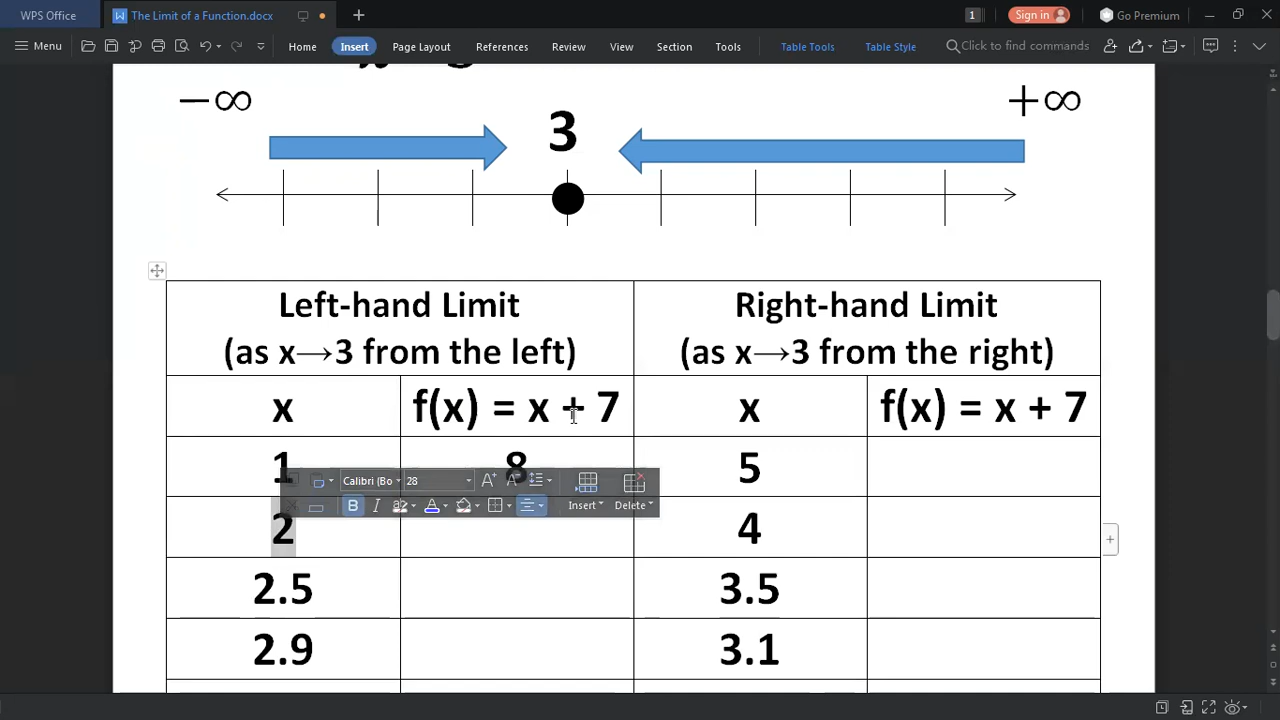 WPS Office
The Limit of a Function.docx
1
Sign in
Go Premium
Menu
Home
Insert
Page Layout
References
Review
View
Section
Tools
Table Tools
Table Style
Click to find commands
−∞
3
+∞
Left-hand Limit
(as x→3 from the left)
Right-hand Limit
(as x→3 from the right)
x
f(x) = x + 7
x
f(x) = x + 7
1
8
5
Calibri (Bo
28
A+
A-
B
I
ab
A
Insert
Delete
2
4
2.5
3.5
2.9
3.1